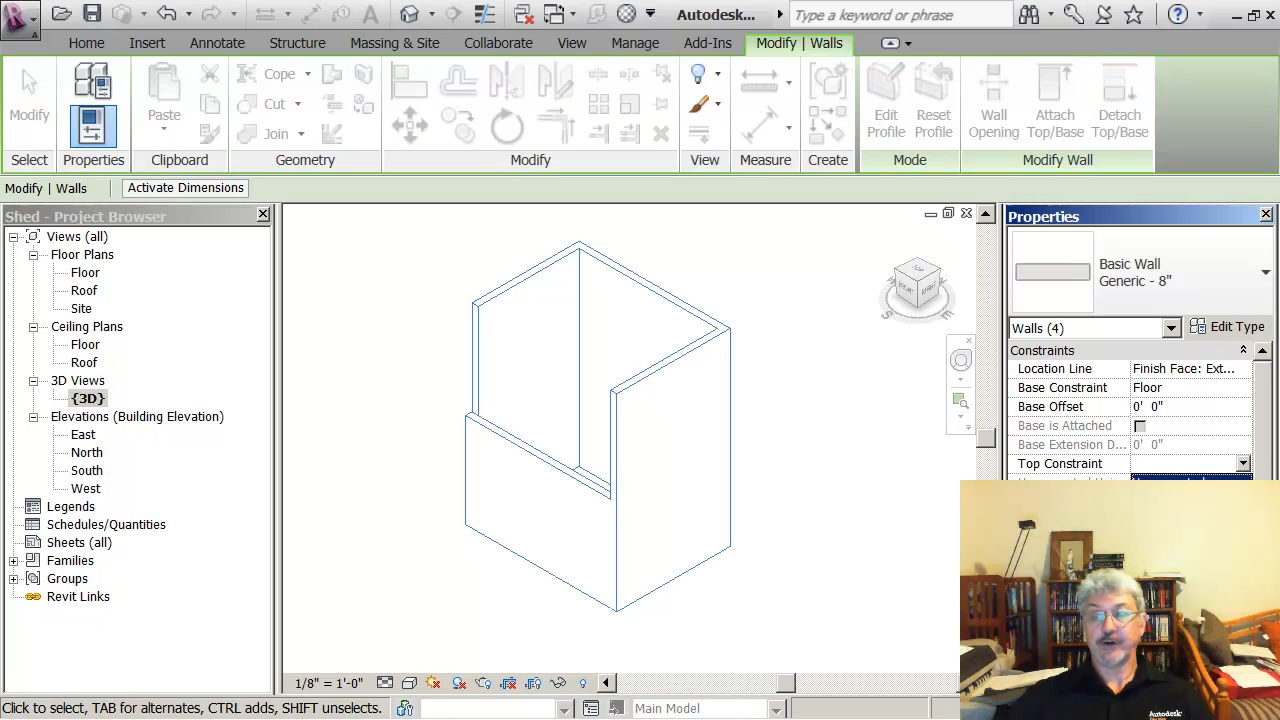 Autodesk...
Type a keyword or phrase
Home
Insert
Annotate
Structure
Massing & Site
Collaborate
View
Manage
Add-Ins
Modify | Walls
Modify
Paste
Cope
Cut
Join
Edit
Profile
Reset
Profile
Wall
Opening
Attach
Top/Base
Detach
Top/Base
Select
Properties
Clipboard
Geometry
Modify
View
Measure
Create
Mode
Modify Wall
Modify | Walls
Activate Dimensions
Shed - Project Browser
Views (all)
Floor Plans
Floor
Roof
Site
Ceiling Plans
Floor
Roof
3D Views
{3D}
Elevations (Building Elevation)
East
North
South
West
Legends
Schedules/Quantities
Sheets (all)
Families
Groups
Revit Links
TOP
FRONT
RIGHT
S
E
Properties
Basic Wall
Generic - 8"
Walls (4)
Edit Type
Constraints
Location Line Finish Face: Ext...
Base Constraint Floor
Base Offset 0' 0"
Base is Attached
Base Extension D... 0' 0"
Top Constraint
1/8" = 1'-0"
Click to select, TAB for alternates, CTRL adds, SHIFT unselects.
Main Model
Autodesk